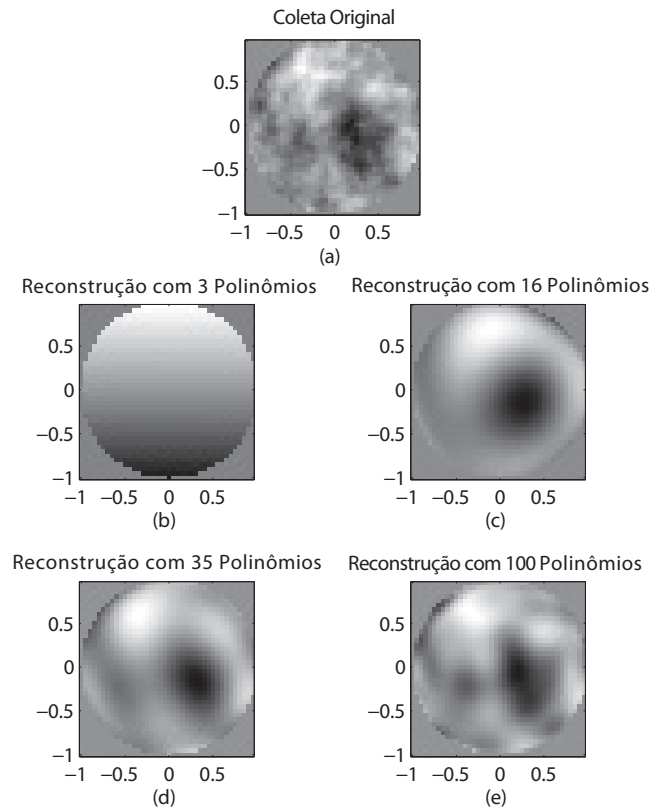 Coleta Original
0.5
0
−0.5
−1
−1 −0.5 0 0.5
(a)
Reconstrução com 3 Polinômios
0.5
0
−0.5
−1
−1 −0.5 0 0.5
(b)
Reconstrução com 16 Polinômios
0.5
0
−0.5
−1
−1 −0.5 0 0.5
(c)
Reconstrução com 35 Polinômios
0.5
0
−0.5
−1
−1 −0.5 0 0.5
(d)
Reconstrução com 100 Polinômios
0.5
0
−0.5
−1
−1 −0.5 0 0.5
(e)